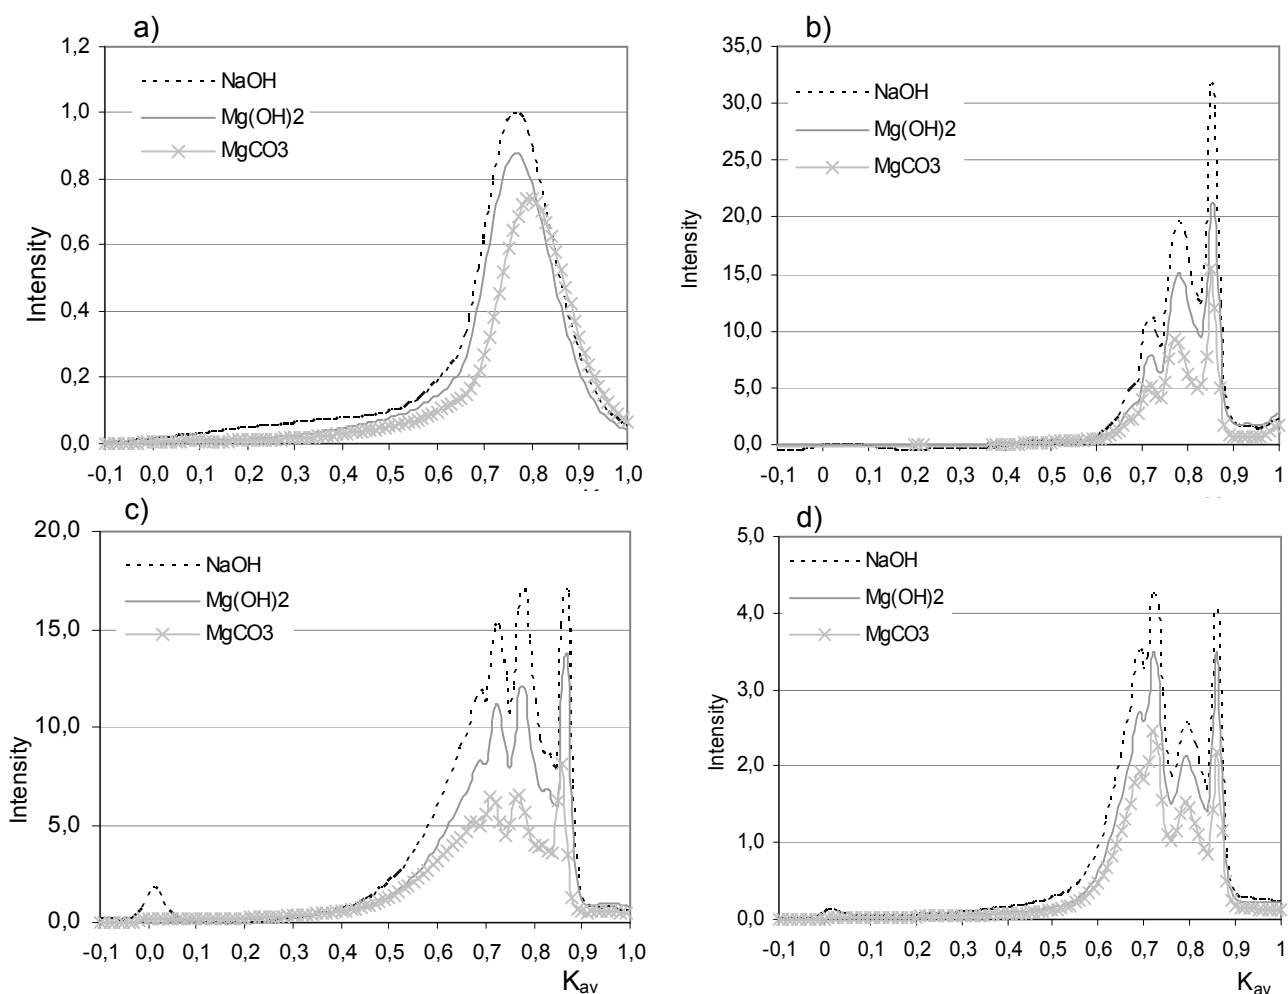 a)
1,2
1,0
0,8
0,6
0,4
0,2
0,0
Intensity
NaOH
Mg(OH)2
MgCO3
-0,1 0,0 0,1 0,2 0,3 0,4 0,5 0,6 0,7 0,8 0,9 1,0
b)
35,0
30,0
25,0
20,0
15,0
10,0
5,0
0,0
Intensity
NaOH
Mg(OH)2
MgCO3
-0,1 0 0,1 0,2 0,3 0,4 0,5 0,6 0,7 0,8 0,9 1
c)
20,0
15,0
10,0
5,0
0,0
Intensity
NaOH
Mg(OH)2
MgCO3
-0,1 0,0 0,1 0,2 0,3 0,4 0,5 0,6 0,7 0,8 0,9 1,0
Kav
d)
5,0
4,0
3,0
2,0
1,0
0,0
Intensity
NaOH
Mg(OH)2
MgCO3
-0,1 0 0,1 0,2 0,3 0,4 0,5 0,6 0,7 0,8 0,9 1
Kav